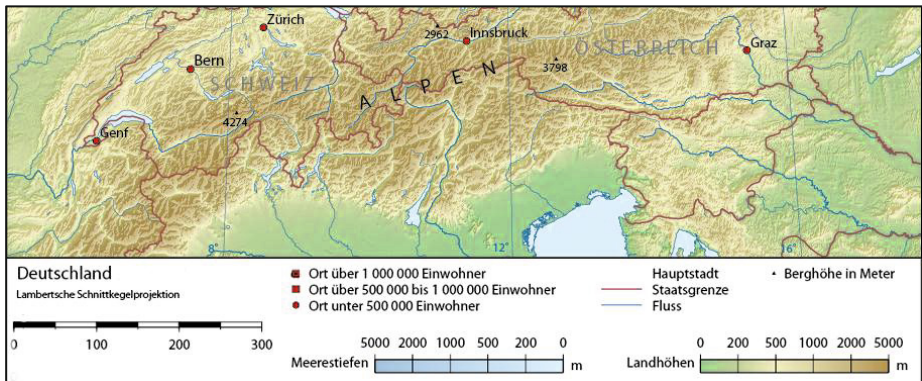 Zürich
2962
Innsbruck
ÖSTERREICH
Graz
Bern
SCHWEIZ
3798
ALPEN
4274
Genf
8°
12°
16°
Deutschland
Lambertsche Schnittkegelprojektion
0 100 200 300
Ort über 1 000 000 Einwohner
Ort über 500 000 bis 1 000 000 Einwohner
Ort unter 500 000 Einwohner
Hauptstadt
Staatsgrenze
Fluss
Berghöhe in Meter
Meerestiefen 5000 2000 1000 500 200 0 m
Landhöhen 0 200 500 1000 2000 5000 m